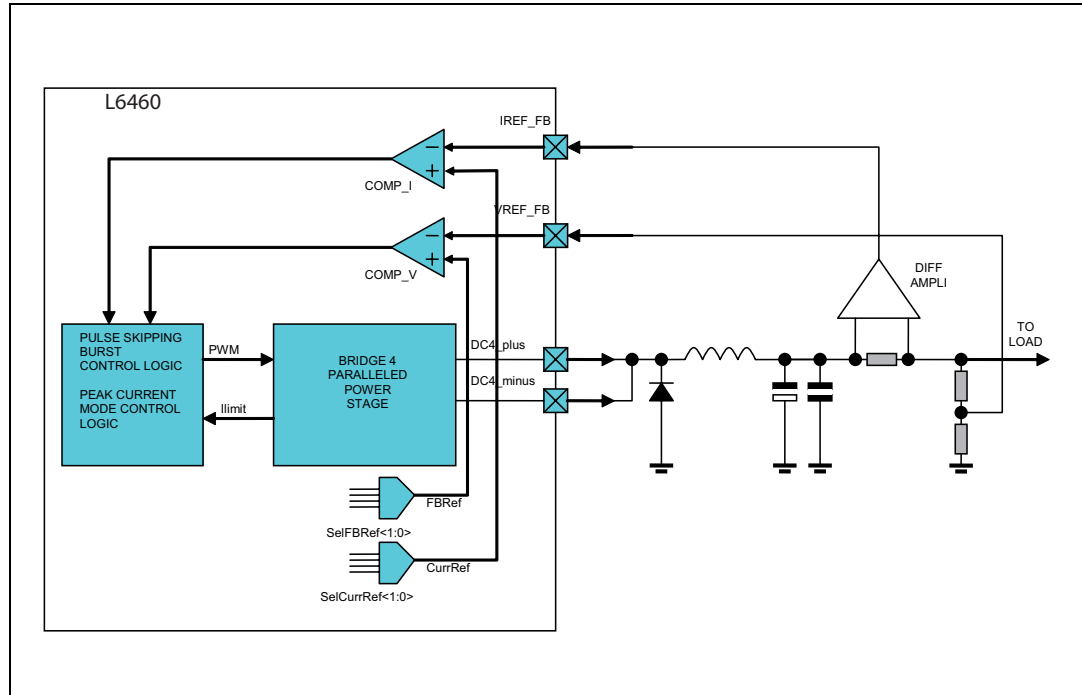 L6460
IREF_FB
−
+
COMP_I
VREF_FB
−
+
COMP_V
DIFF
AMPLI
TO
LOAD
PULSE SKIPPING
BURST
CONTROL LOGIC
PEAK CURRENT
MODE CONTROL
LOGIC
PWM
Ilimit
BRIDGE 4
PARALLELED
POWER
STAGE
DC4_plus
DC4_minus
FBRef
SelFBRef<1:0>
CurrRef
SelCurrRef<1:0>